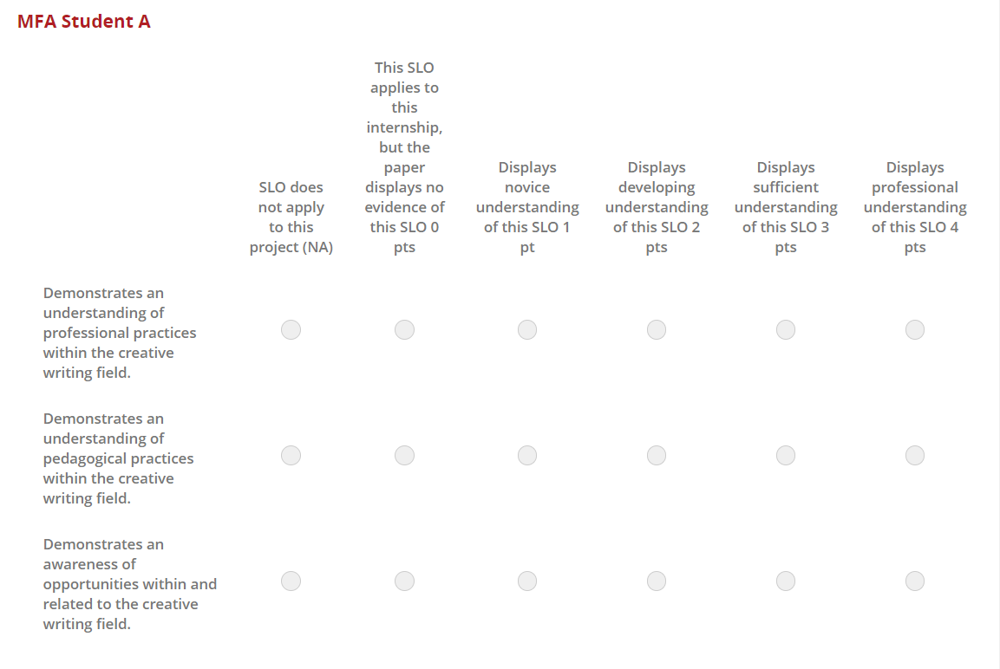 MFA Student A
SLO does
not apply
to this
project (NA)
This SLO
applies to
this
internship,
but the
paper
displays no
evidence of
this SLO 0
pts
Displays
novice
understanding
of this SLO 1
pt
Displays
developing
understanding
of this SLO 2
pts
Displays
sufficient
understanding
of this SLO 3
pts
Displays
professional
understanding
of this SLO 4
pts
Demonstrates an
understanding of
professional practices
within the creative
writing field.
Demonstrates an
understanding of
pedagogical practices
within the creative
writing field.
Demonstrates an
awareness of
opportunities within and
related to the creative
writing field.